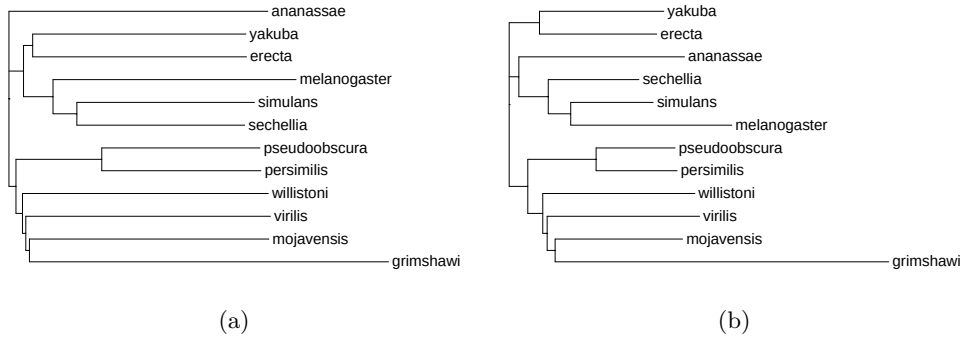 ananassae
yakuba
erecta
melanogaster
simulans
sechellia
pseudoobscura
persimilis
willistoni
virilis
mojavensis
grimshawi
(a)
yakuba
erecta
ananassae
sechellia
simulans
melanogaster
pseudoobscura
persimilis
willistoni
virilis
mojavensis
grimshawi
(b)